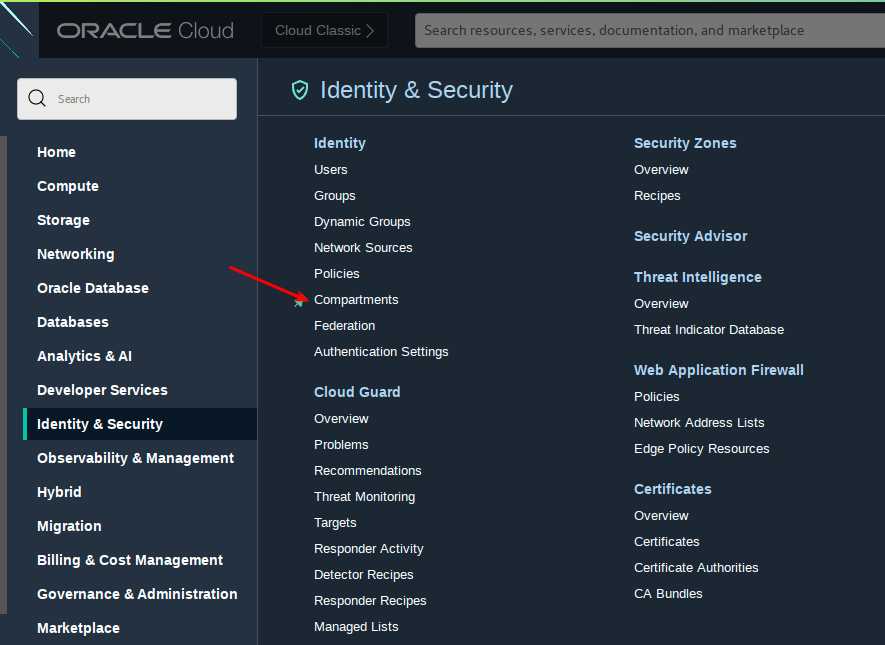 ORACLE Cloud
Cloud Classic
Search resources, services, documentation, and marketplace
Search
Home
Compute
Storage
Networking
Oracle Database
Databases
Analytics & AI
Developer Services
Identity & Security
Observability & Management
Hybrid
Migration
Billing & Cost Management
Governance & Administration
Marketplace
Identity & Security
Identity
Users
Groups
Dynamic Groups
Network Sources
Policies
Compartments
Federation
Authentication Settings
Cloud Guard
Overview
Problems
Recommendations
Threat Monitoring
Targets
Responder Activity
Detector Recipes
Responder Recipes
Managed Lists
Security Zones
Overview
Recipes
Security Advisor
Threat Intelligence
Overview
Threat Indicator Database
Web Application Firewall
Policies
Network Address Lists
Edge Policy Resources
Certificates
Overview
Certificates
Certificate Authorities
CA Bundles